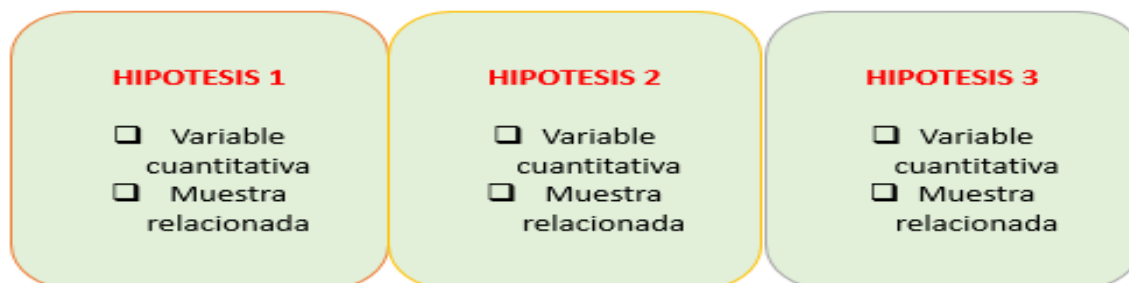 HIPOTESIS 1
❑ Variable
cuantitativa
❑ Muestra
relacionada
HIPOTESIS 2
❑ Variable
cuantitativa
❑ Muestra
relacionada
HIPOTESIS 3
❑ Variable
cuantitativa
❑ Muestra
relacionada